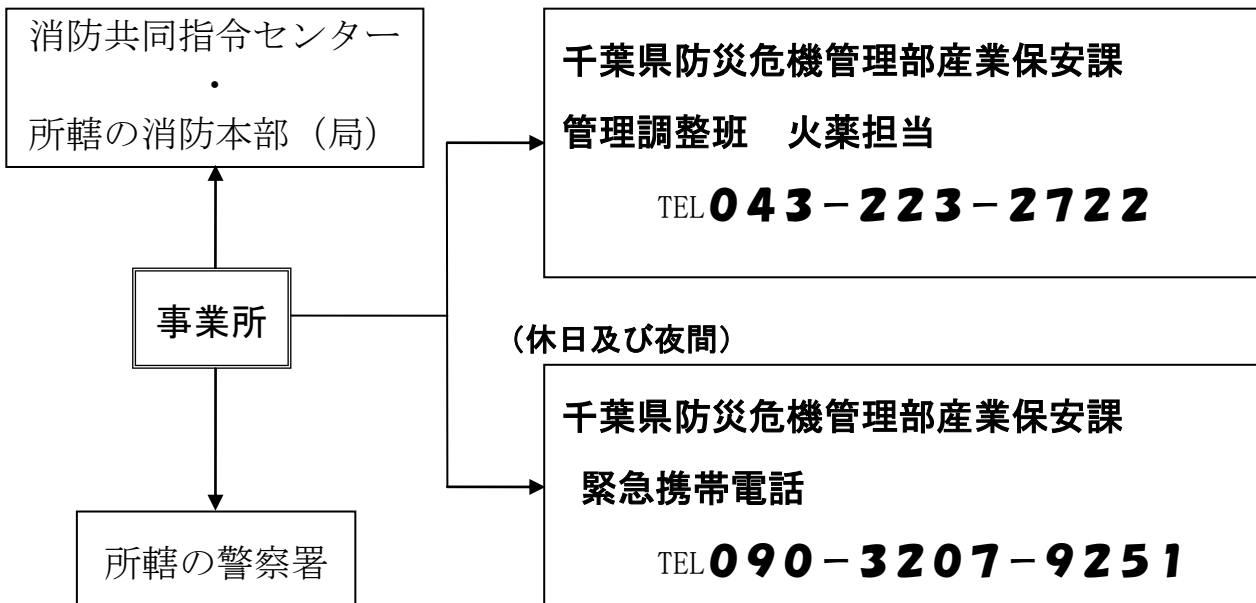 消防共同指令センター
・
所轄の消防本部（局）
千葉県防災危機管理部産業保安課
管理調整班　火薬担当
TEL０４３－２２３－２７２２
事業所
（休日及び夜間）
千葉県防災危機管理部産業保安課
緊急携帯電話
TEL０９０－３２０７－９２５１
所轄の警察署